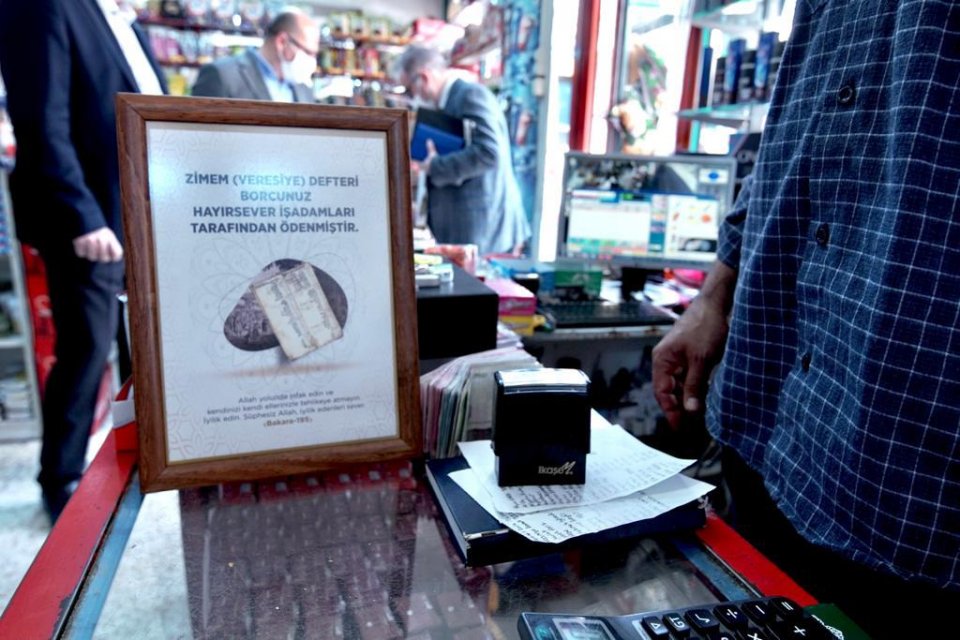 ZİMEM (VERESİYE) DEFTERİ
BORCUNUZ
HAYIRSEVER İŞADAMLARI
TARAFINDAN ÖDENMİŞTİR.
Allah yolunda infak edin ve
kendinizi kendi ellerinizle tehlikeye atmayın.
İyilik edin. Şüphesiz Allah, iyilik edenleri sever.
(Bakara-195)
ikaşe